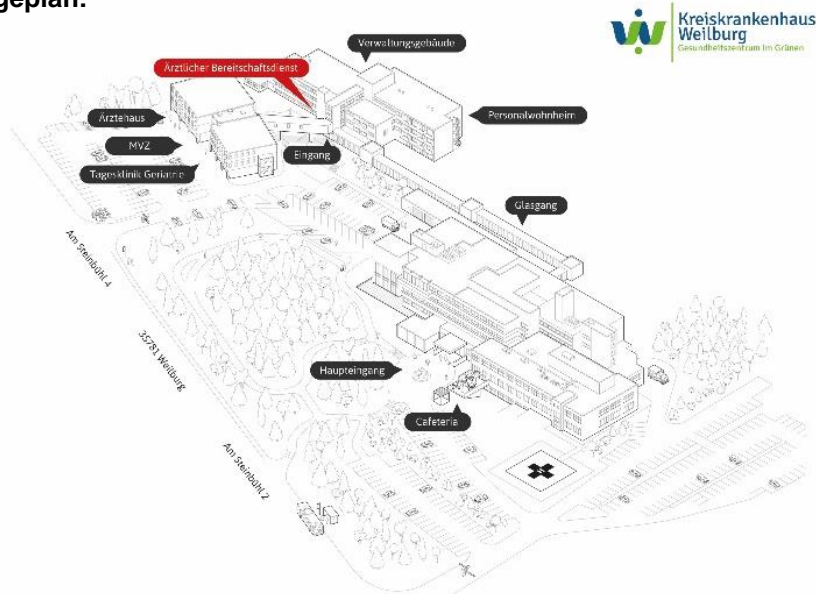 geplan:
Kreiskrankenhaus
Weilburg
Gesundheitszentrum im Grünen
Verwaltungsgebäude
Ärztlicher Bereitschaftsdienst
Ärztehaus
Personalwohnheim
MVZ
Eingang
Tagesklinik Geriatrie
Glasgang
Am Steinbühl 4
35781 Weilburg
Haupteingang
Cafeteria
Am Steinbühl 2